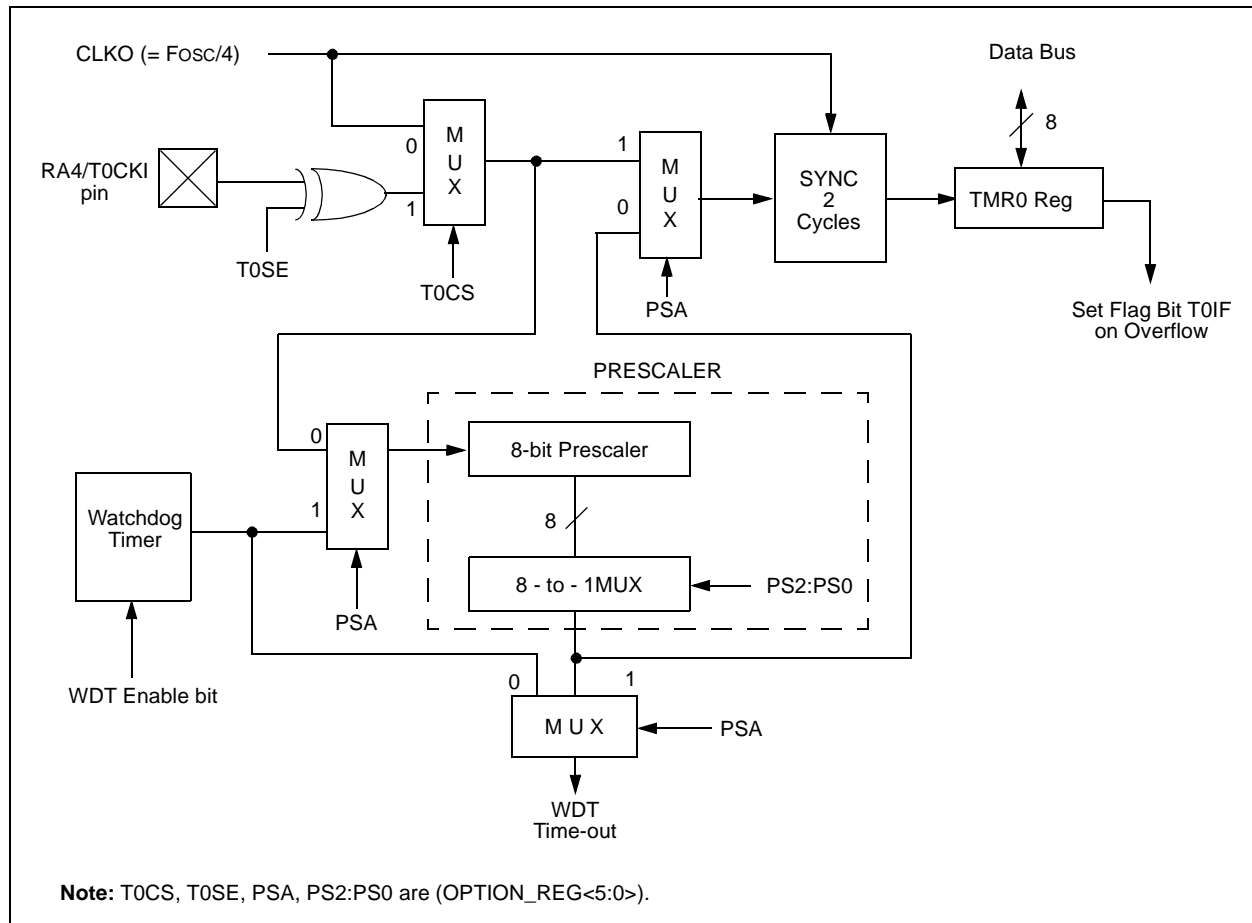 CLKO (= FOSC/4)
Data Bus
8
M
U
X
0
1
RA4/T0CKI
pin
T0SE
T0CS
1
0
M
U
X
PSA
SYNC
2
Cycles
TMR0 Reg
Set Flag Bit T0IF
on Overflow
PRESCALER
0
1
M
U
X
8-bit Prescaler
Watchdog
Timer
8
8 - to - 1MUX
PS2:PS0
PSA
WDT Enable bit
0
1
M U X
PSA
WDT
Time-out
Note: T0CS, T0SE, PSA, PS2:PS0 are (OPTION_REG<5:0>).